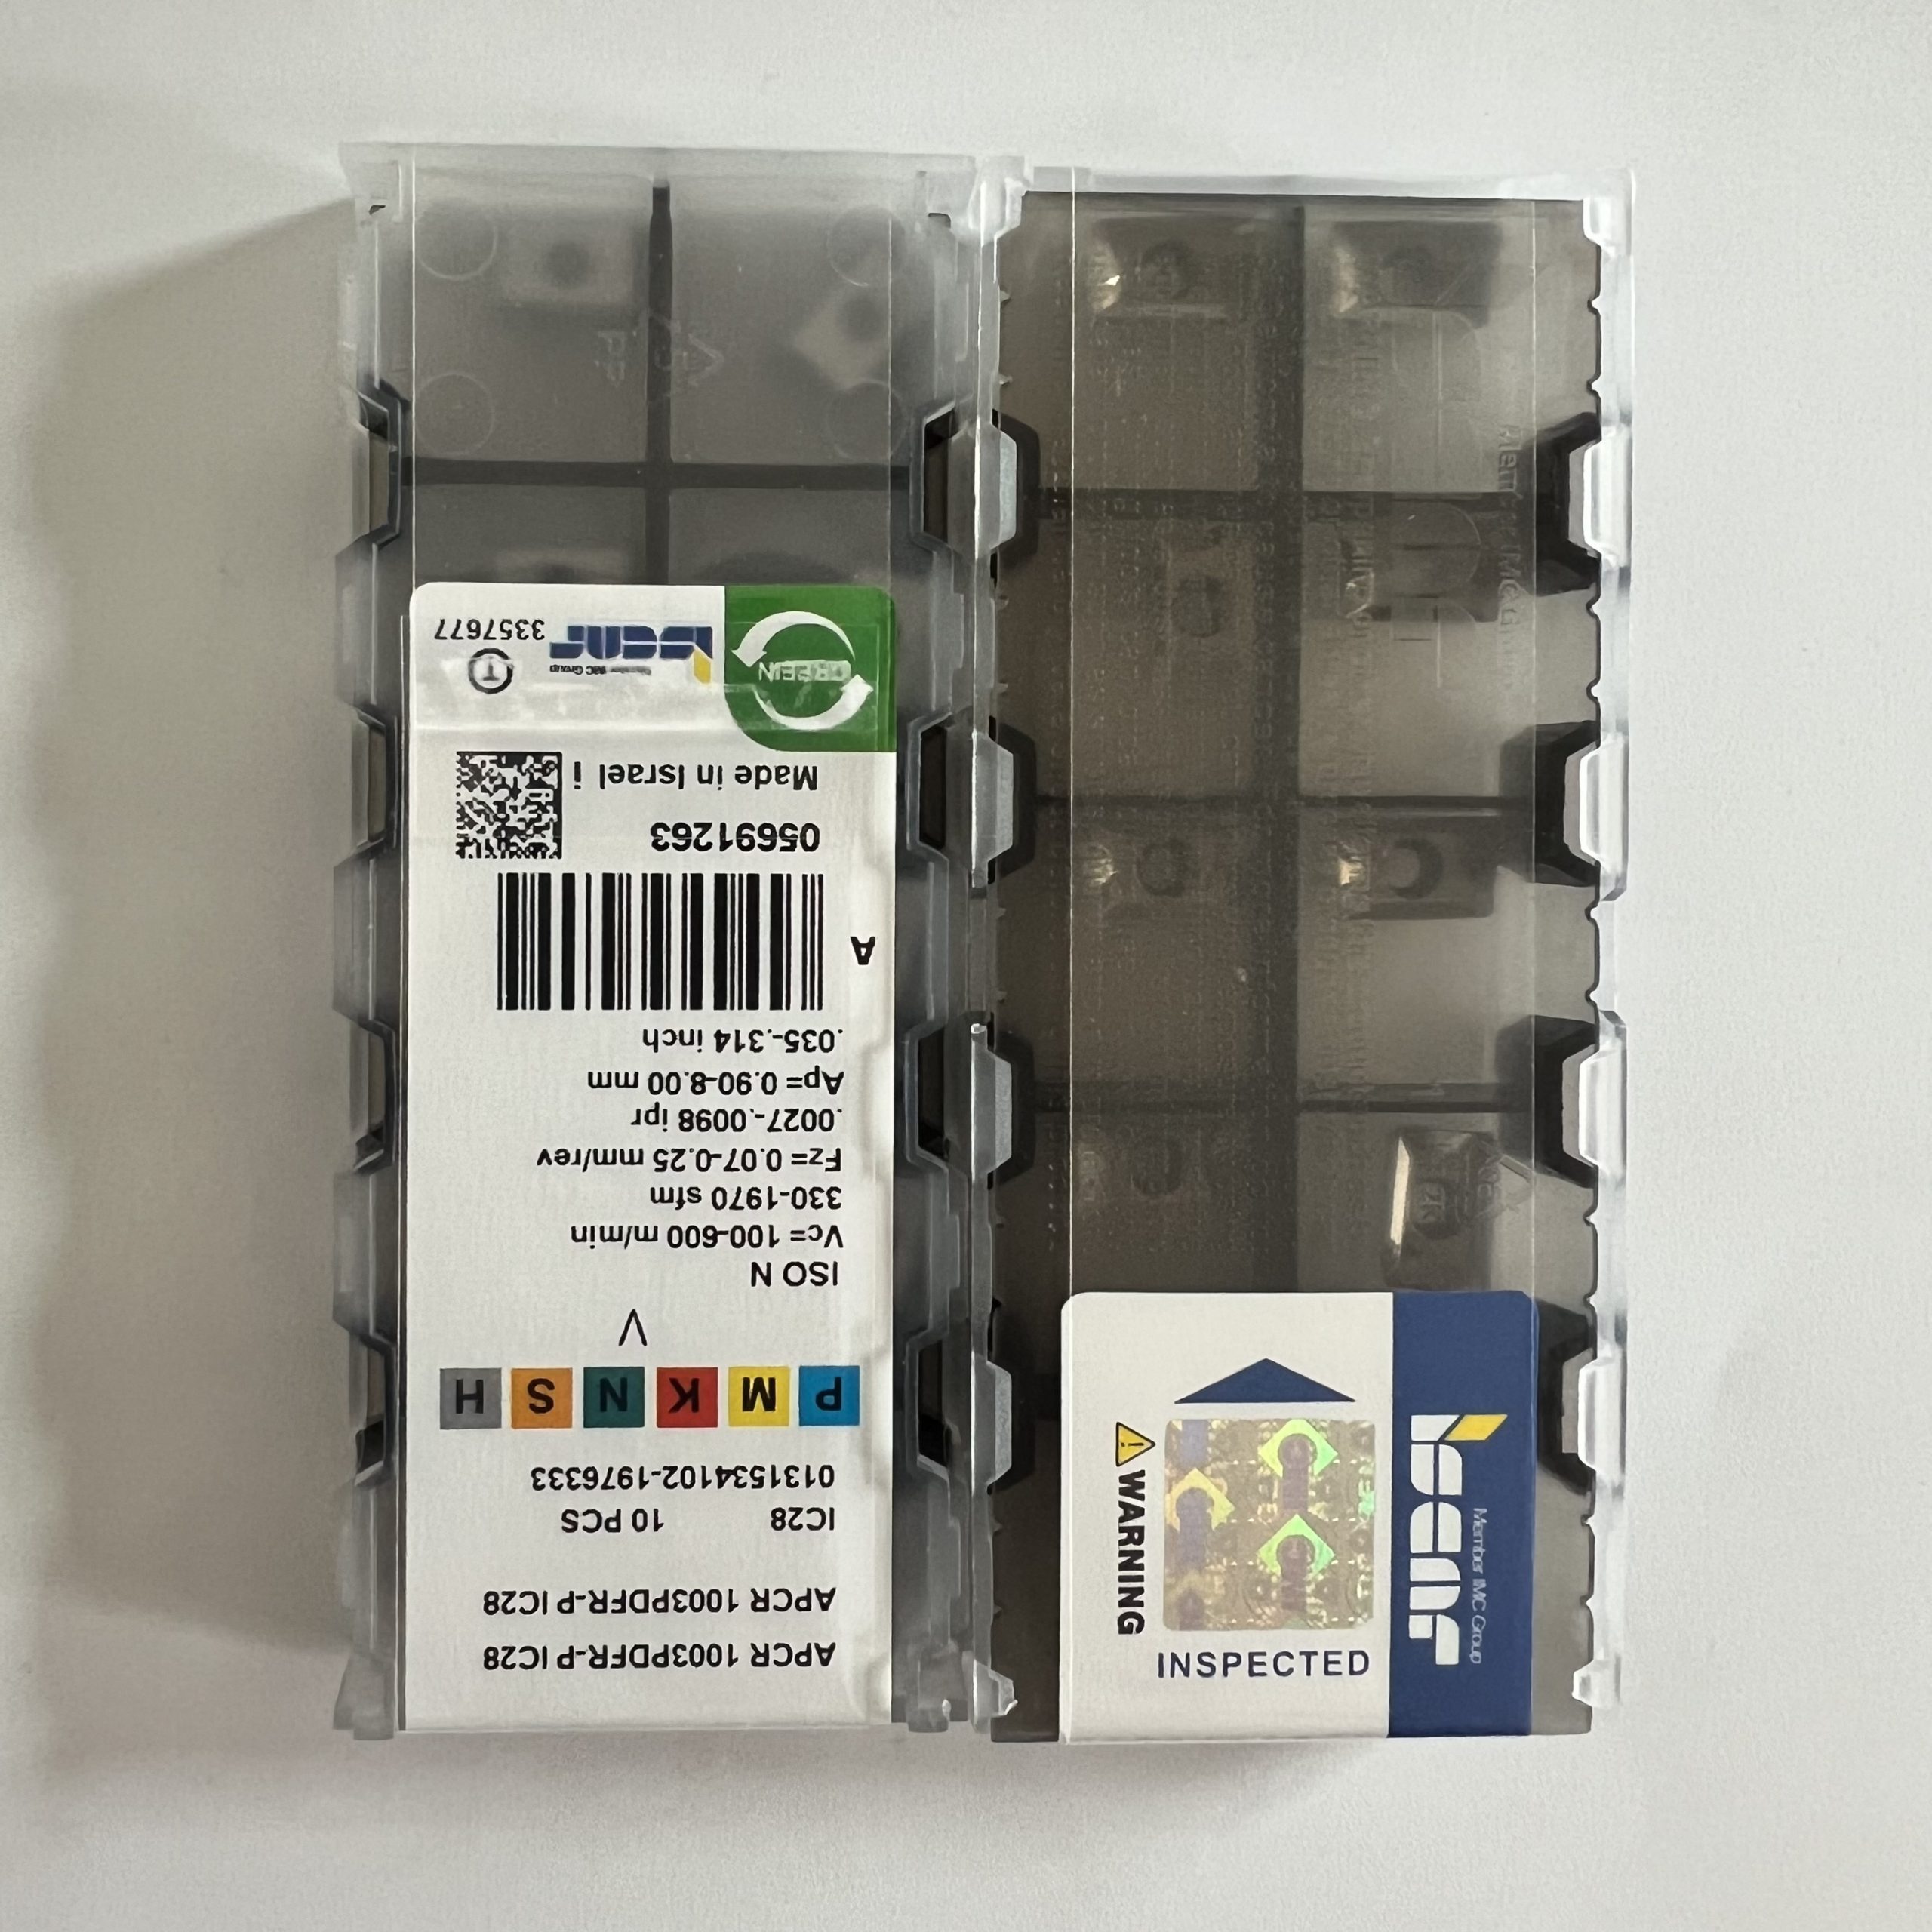 APCR 1003PDFR-P IC28
APCR 1003PDFR-P IC28
IC28 10 PCS
01315534102-1976333
P M K N S H
V
ISO N
Vc= 100-600 m/min
330-1970 sfm
Fz= 0.07-0.25 mm/rev
.0027-.0098 ipr
Ap= 0.90-8.00 mm
.035-.314 inch
A
05691263
Made in Israel i
GREEN
iscar
Member IMC Group
T
3357677
PP
iscar
Member IMC Group
INSPECTED
WARNING